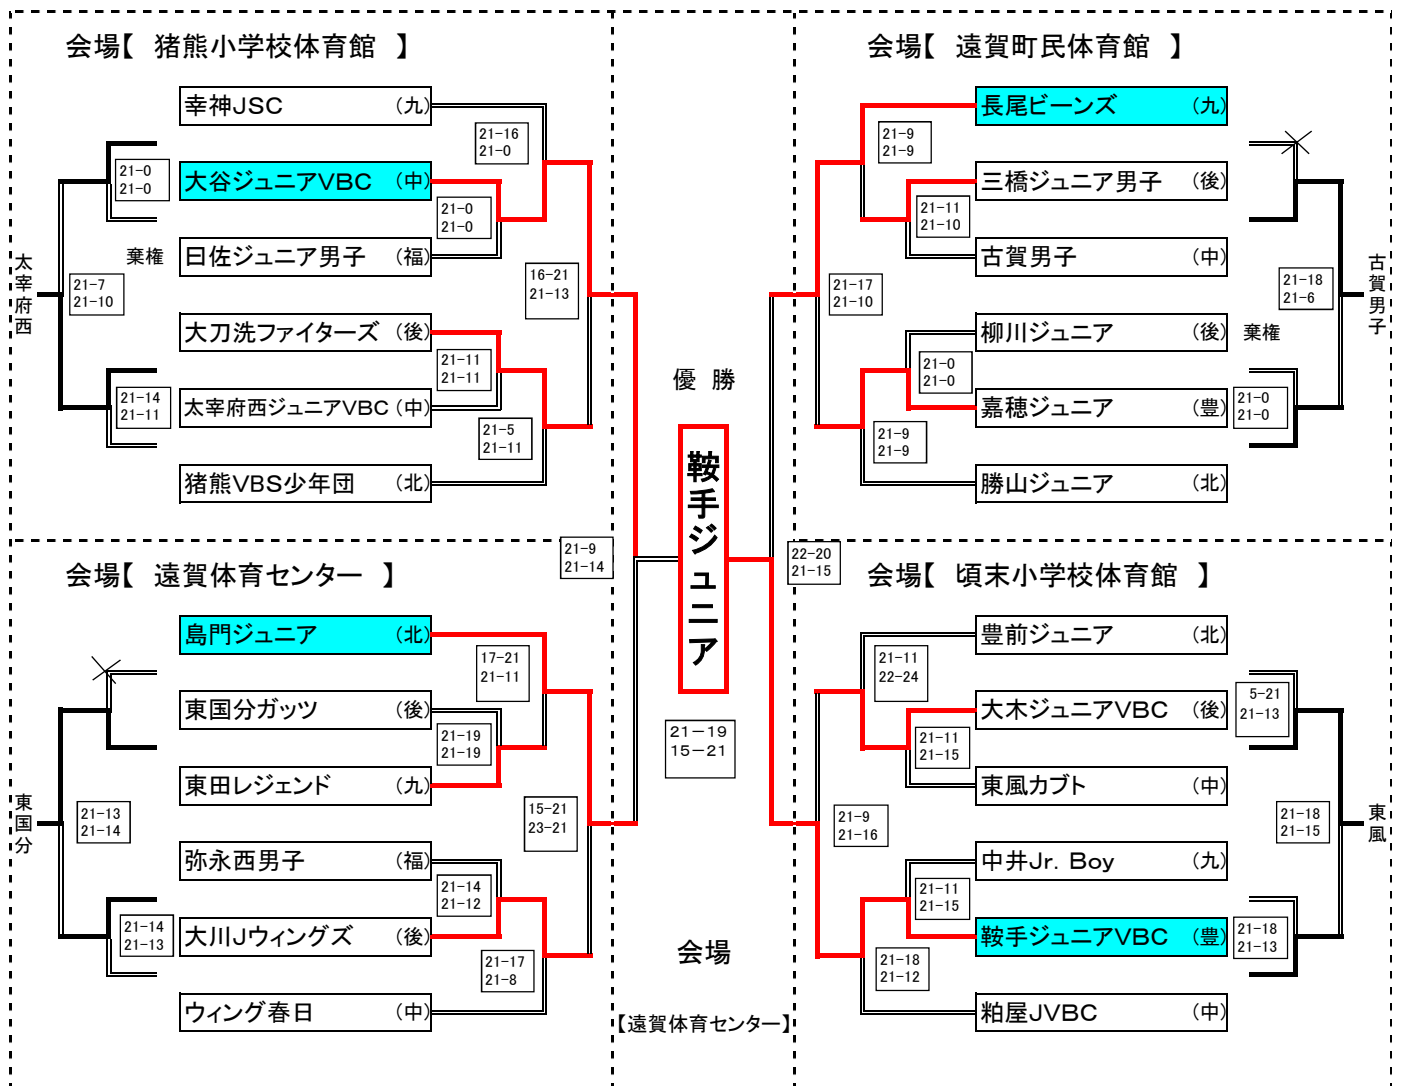 会場【　猪熊小学校体育館　】
幸神JSC （九）
大谷ジュニアVBC （中）
日佐ジュニア男子 （福）
棄権
大刀洗ファイターズ （後）
太宰府西ジュニアVBC （中）
猪熊VBS少年団 （北）
太宰府西
21-0
21-0
21-7
21-10
21-14
21-11
21-16
21-0
21-0
21-0
16-21
21-13
21-11
21-11
21-5
21-11
会場【　遠賀町民体育館　】
長尾ビーンズ （九）
三橋ジュニア男子 （後）
古賀男子 （中）
柳川ジュニア （後） 棄権
嘉穂ジュニア （豊）
勝山ジュニア （北）
古賀男子
21-9
21-9
21-11
21-10
21-17
21-10
21-0
21-0
21-9
21-9
21-18
21-6
21-0
21-0
優　勝
鞍手ジュニア
21-9
21-14
22-20
21-15
21-19
15-21
会場
【遠賀体育センター】
会場【　遠賀体育センター　】
島門ジュニア （北）
東国分ガッツ （後）
東田レジェンド （九）
弥永西男子 （福）
大川Jウィングズ （後）
ウィング春日 （中）
東国分
21-13
21-14
21-14
21-13
17-21
21-11
21-19
21-19
15-21
23-21
21-14
21-12
21-17
21-8
会場【　頃末小学校体育館　】
豊前ジュニア （北）
大木ジュニアVBC （後）
東風カブト （中）
中井Jr. Boy （九）
鞍手ジュニアVBC （豊）
粕屋JVBC （中）
東風
21-11
22-24
21-11
21-15
21-9
21-16
21-11
21-15
21-18
21-12
5-21
21-13
21-18
21-15
21-18
21-13